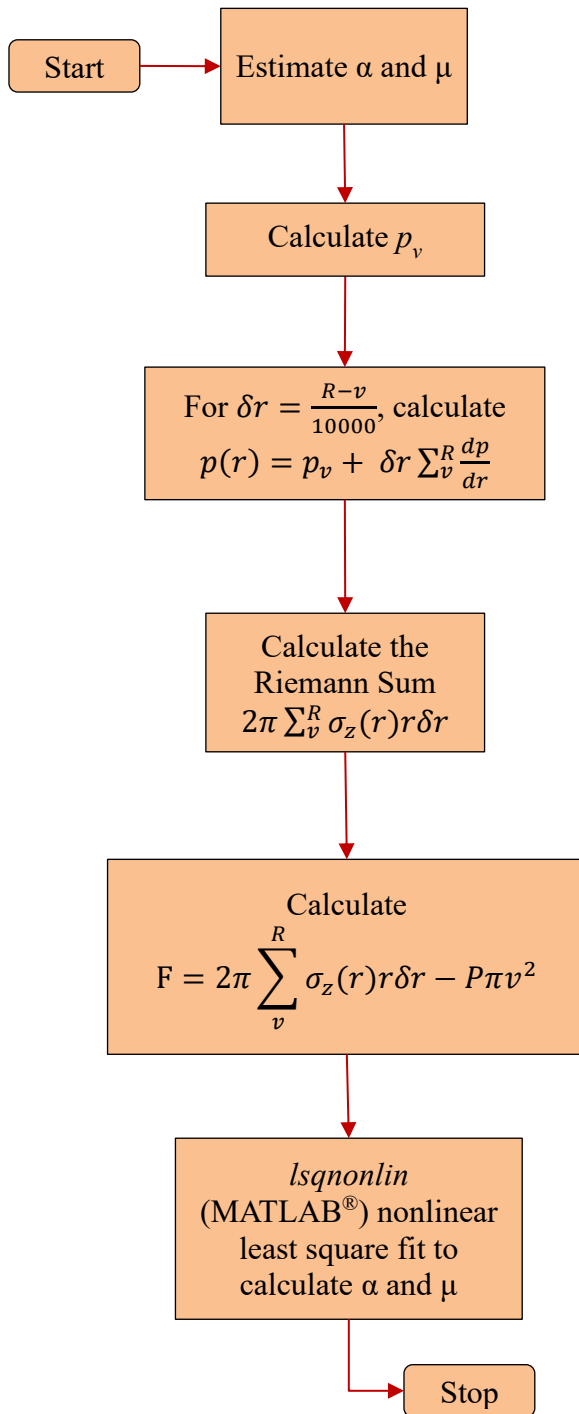 Start
Estimate α and μ
Calculate p_v
For δr = \frac{R−v}{10000}, calculate
p(r) = p_v + δr ∑_v^R \frac{dp}{dr}
Calculate the
Riemann Sum
2π ∑_v^R σ_z(r)rδr
Calculate
F = 2π ∑_v^R σ_z(r)rδr − Pπv²
lsqnonlin
(MATLAB®) nonlinear
least square fit to
calculate α and μ
Stop